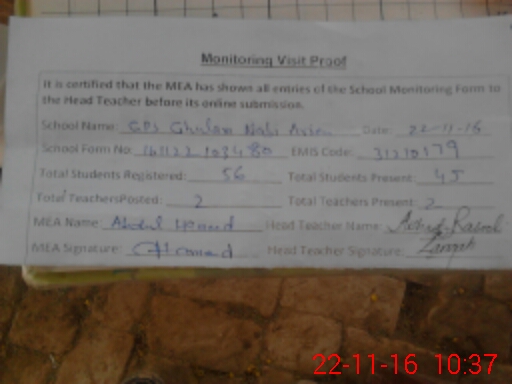 Monitoring Visit Proof
It is certified that the MEA has shown all entries of the School Monitoring Form to
the Head Teacher before its online submission.
School Name: GPS Ghulam Nabi Date: 22-11-16
School Form No: EMIS Code: 31210179
Total Students Registered: 56 Total Students Present: 45
Total Teachers Posted: 2 Total Teachers Present: 2
MEA Name: Abdul Head Teacher Name:
MEA Signature: Head Teacher Signature:
22-11-16 10:37